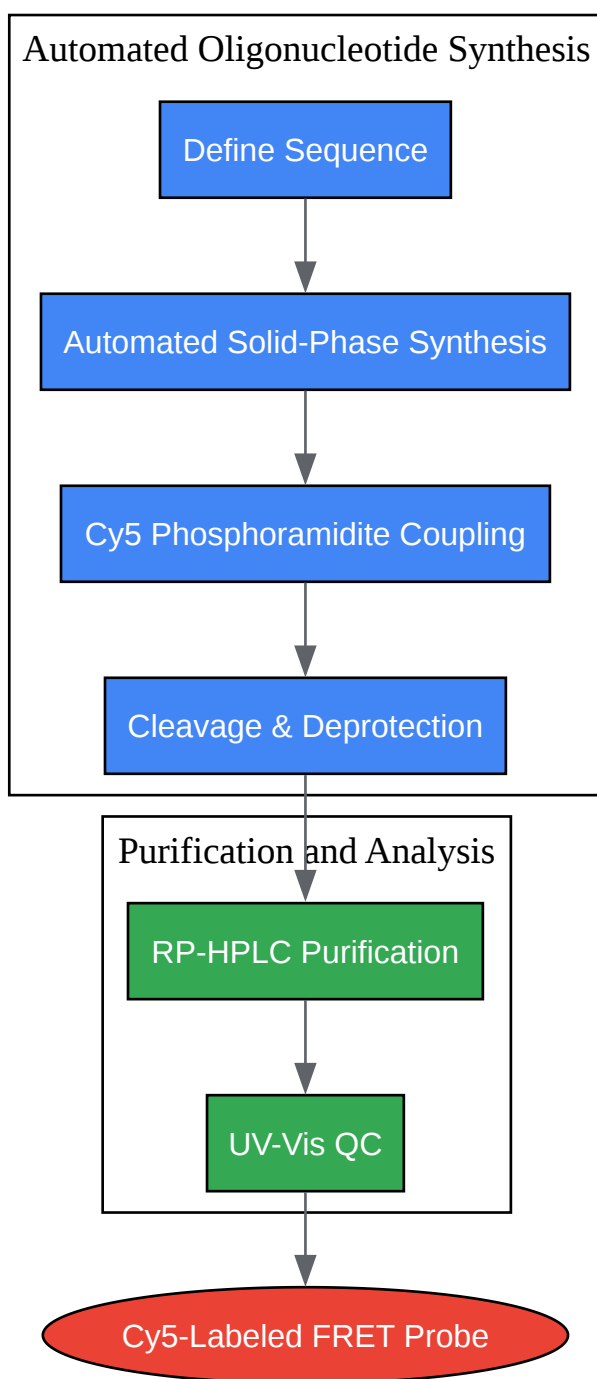 Automated Oligonucleotide Synthesis
Define Sequence
Automated Solid-Phase Synthesis
Cy5 Phosphoramidite Coupling
Cleavage & Deprotection
Purification and Analysis
RP-HPLC Purification
UV-Vis QC
Cy5-Labeled FRET Probe